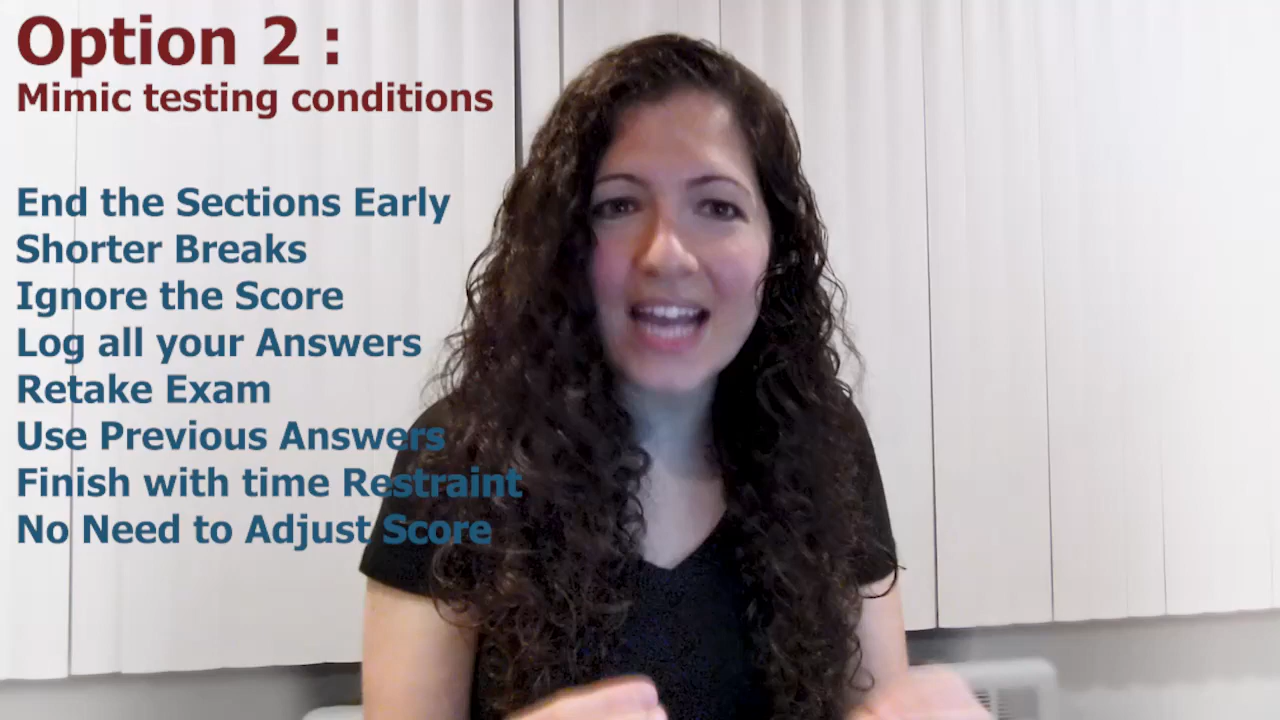 Option 2 :
Mimic testing conditions
End the Sections Early
Shorter Breaks
Ignore the Score
Log all your Answers
Retake Exam
Use Previous Answers
Finish with time Restraint
No Need to Adjust Score